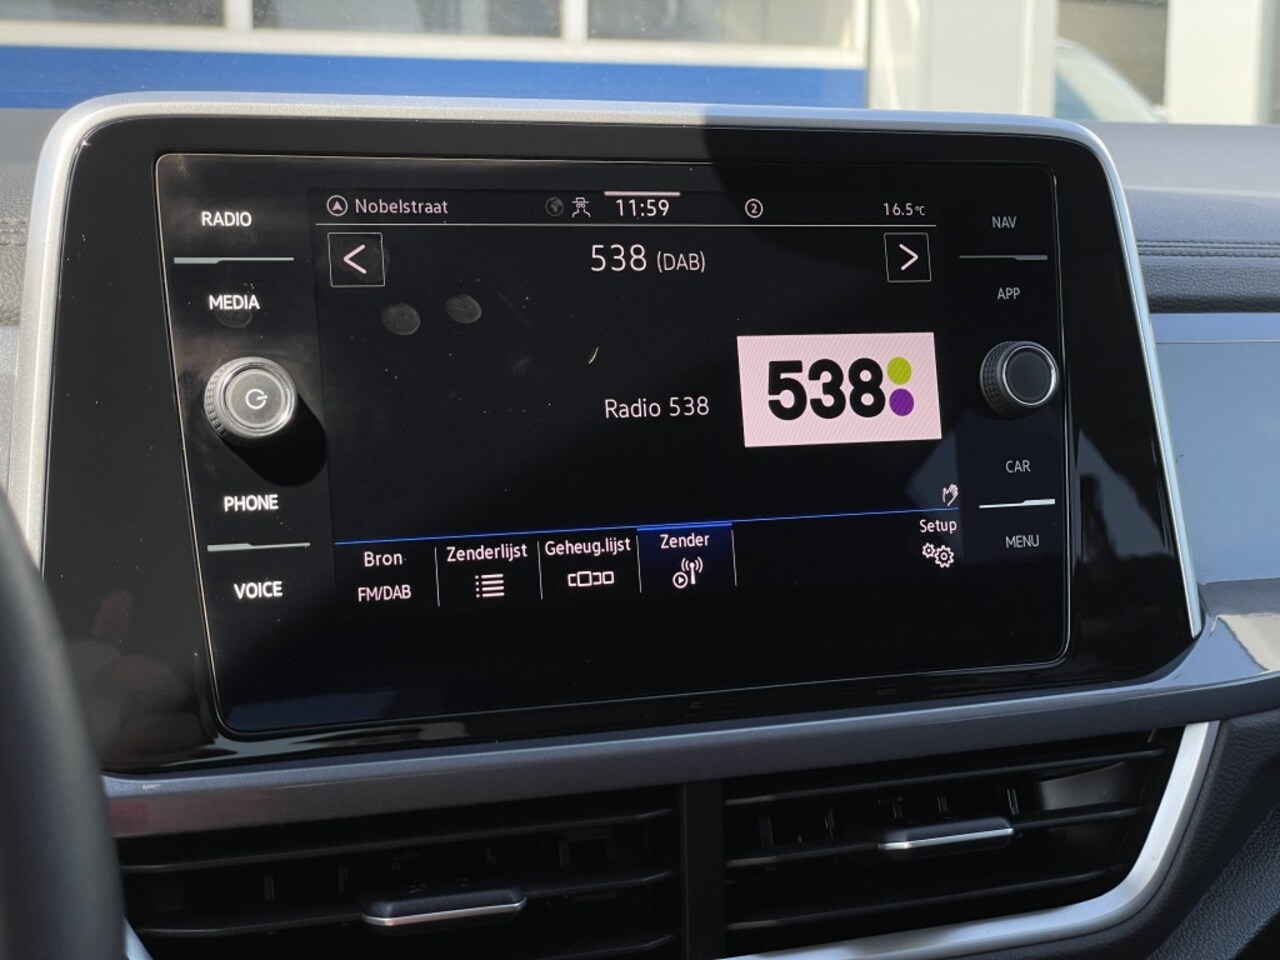 RADIO
MEDIA
PHONE
VOICE
Nobelstraat 11:59 2 16.5°C
538 (DAB)
Radio 538
538
Bron
FM/DAB
Zenderlijst
Geheug.lijst
Zender
Setup
NAV
APP
CAR
MENU